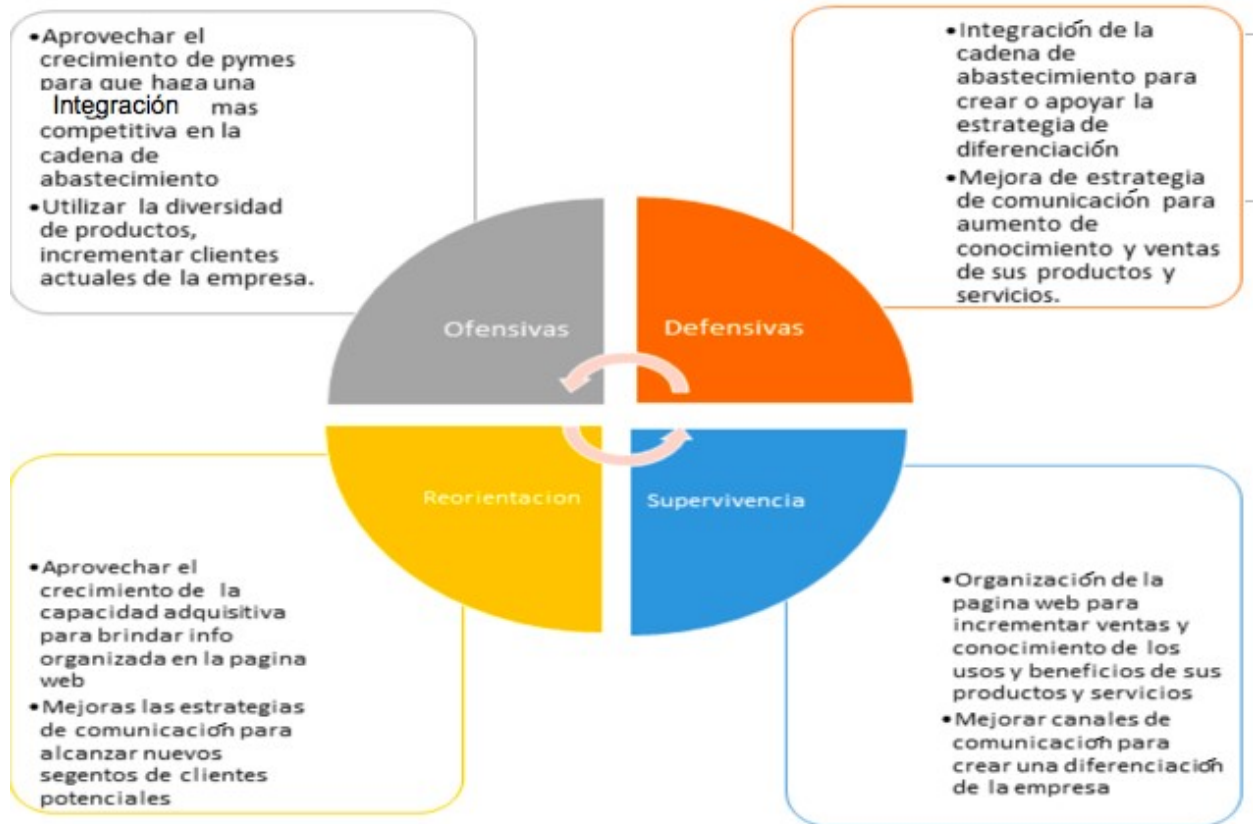 •Aprovechar el
crecimiento de pymes
para que haga una
Integración mas
competitiva en la
cadena de
abastecimiento
•Utilizar la diversidad
de productos,
incrementar clientes
actuales de la empresa.
•Integración de la
cadena de
abastecimiento para
crear o apoyar la
estrategia de
diferenciación
•Mejora de estrategia
de comunicación para
aumento de
conocimiento y ventas
de sus productos y
servicios.
Ofensivas
Defensivas
Reorientacion
Supervivencia
•Aprovechar el
crecimiento de la
capacidad adquisitiva
para brindar info
organizada en la pagina
web
•Mejoras las estrategias
de comunicación para
alcanzar nuevos
segentos de clientes
potenciales
•Organización de la
pagina web para
incrementar ventas y
conocimiento de los
usos y beneficios de sus
productos y servicios
•Mejorar canales de
comunicación para
crear una diferenciación
de la empresa